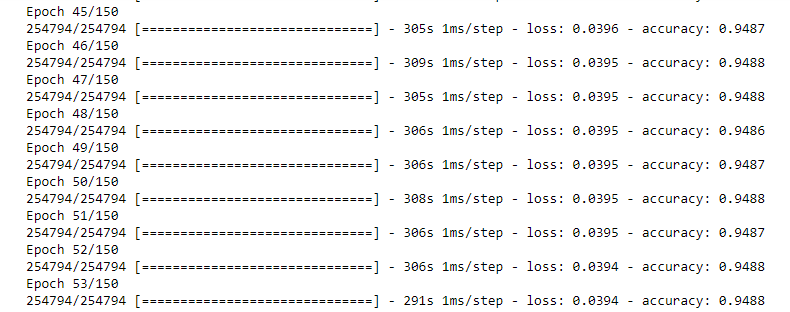 Epoch 45/150
254794/254794 [==============================] - 305s 1ms/step - loss: 0.0396 - accuracy: 0.9487
Epoch 46/150
254794/254794 [==============================] - 309s 1ms/step - loss: 0.0395 - accuracy: 0.9488
Epoch 47/150
254794/254794 [==============================] - 305s 1ms/step - loss: 0.0395 - accuracy: 0.9488
Epoch 48/150
254794/254794 [==============================] - 306s 1ms/step - loss: 0.0395 - accuracy: 0.9486
Epoch 49/150
254794/254794 [==============================] - 306s 1ms/step - loss: 0.0395 - accuracy: 0.9487
Epoch 50/150
254794/254794 [==============================] - 308s 1ms/step - loss: 0.0395 - accuracy: 0.9488
Epoch 51/150
254794/254794 [==============================] - 306s 1ms/step - loss: 0.0395 - accuracy: 0.9487
Epoch 52/150
254794/254794 [==============================] - 306s 1ms/step - loss: 0.0394 - accuracy: 0.9488
Epoch 53/150
254794/254794 [==============================] - 291s 1ms/step - loss: 0.0394 - accuracy: 0.9488